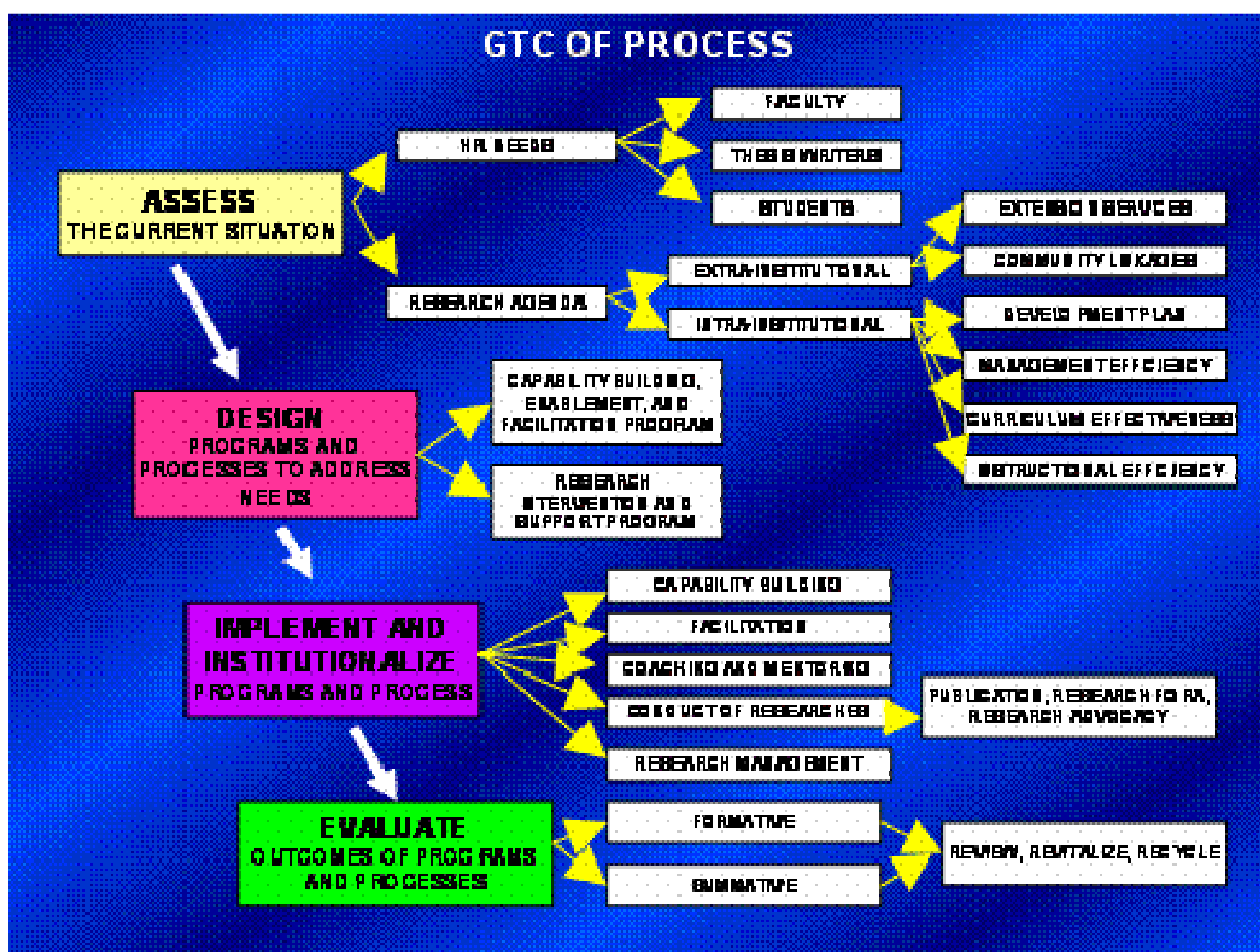 GTC OF PROCESS
FACULTY
HR NEEDS
THESIS WRITERS
ASSESS
THE CURRENT SITUATION
STUDENTS
EXTENSION SERVICES
COMMUNITY LINKAGES
EXTRA-INSTITUTIONAL
RESEARCH AGENDA
DEVELOPMENT PLAN
INTRA-INSTITUTIONAL
MANAGEMENT EFFICIENCY
CURRICULUM EFFECTIVENESS
INSTRUCTIONAL EFFICIENCY
DESIGN
PROGRAMS AND
PROCESSES TO ADDRESS
NEEDS
CAPABILITY BUILDING,
ENABLEMENT, AND
FACILITATION PROGRAM
RESEARCH
INTERVENTION AND
SUPPORT PROGRAM
IMPLEMENT AND
INSTITUTIONALIZE
PROGRAMS AND PROCESS
CAPABILITY BUILDING
FACILITATION
COACHING AND MENTORING
CONDUCT OF RESEARCHES
RESEARCH MANAGEMENT
PUBLICATION, RESEARCH FORA,
RESEARCH ADVOCACY
EVALUATE
OUTCOMES OF PROGRAMS
AND PROCESSES
FORMATIVE
SUMMATIVE
REVIEW, REVITALIZE, RECYCLE